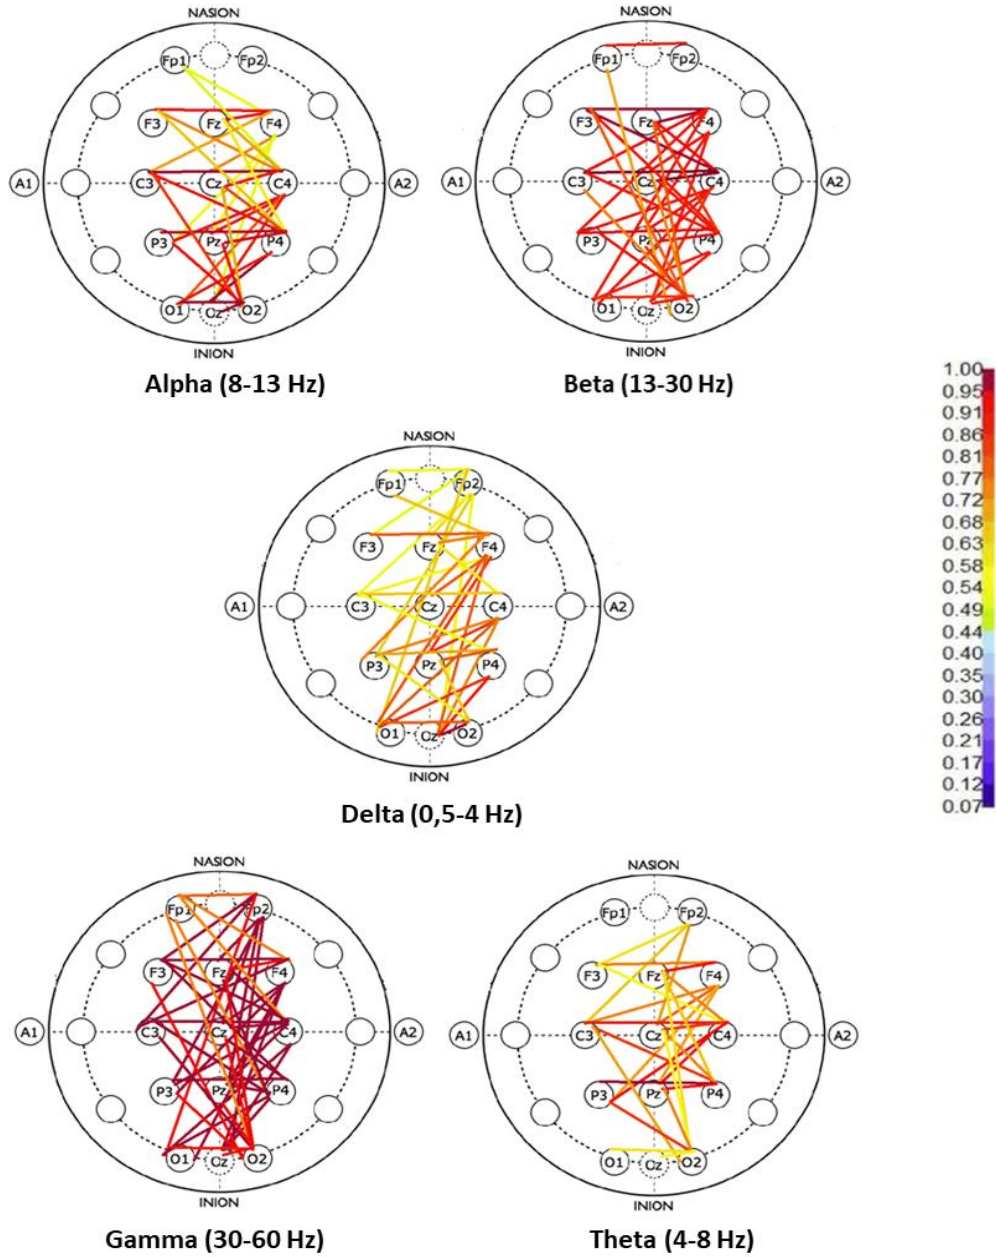 NASION
Fp1 Fp2
F3 Fz F4
A1 C3 Cz C4 A2
P3 Pz P4
O1 Oz O2
INION
Alpha (8-13 Hz)
NASION
Fp1 Fp2
F3 Fz F4
A1 C3 Cz C4 A2
P3 Pz P4
O1 Oz O2
INION
Beta (13-30 Hz)
1.00
0.95
0.91
0.86
0.81
0.77
0.72
0.68
0.63
0.58
0.54
0.49
0.44
0.40
0.35
0.30
0.26
0.21
0.17
0.12
0.07
NASION
Fp1 Fp2
F3 Fz F4
A1 C3 Cz C4 A2
P3 Pz P4
O1 Oz O2
INION
Delta (0,5-4 Hz)
NASION
Fp1 Fp2
F3 Fz F4
A1 C3 Cz C4 A2
P3 Pz P4
O1 Oz O2
INION
Gamma (30-60 Hz)
NASION
Fp1 Fp2
F3 Fz F4
A1 C3 Cz C4 A2
P3 Pz P4
O1 Oz O2
INION
Theta (4-8 Hz)